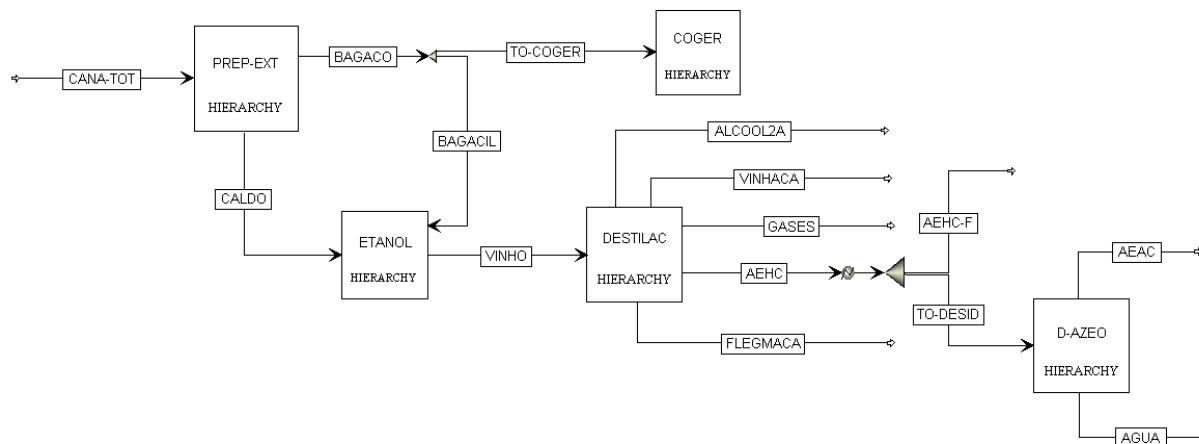 CANA-TOT
PREP-EXT
HIERARCHY
BAGACO
TO-COGER
COGER
HIERARCHY
BAGACIL
CALDO
ETANOL
HIERARCHY
VINHO
DESTILAC
HIERARCHY
ALCOOL2A
VINHACA
GASES
AEHC
FLEGMACA
AEHC-F
TO-DESID
D-AZEO
HIERARCHY
AEAC
AGUA